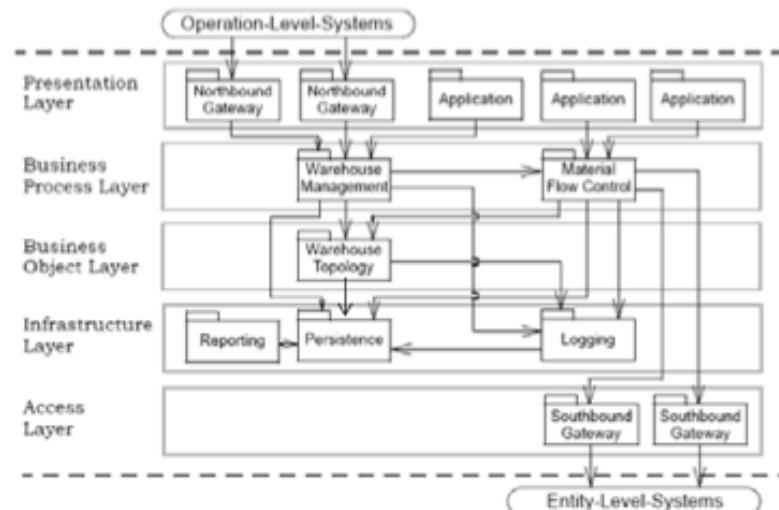 Operation-Level-Systems
Presentation
Layer
Northbound
Gateway
Northbound
Gateway
Application
Application
Application
Business
Process Layer
Warehouse
Management
Material
Flow Control
Business
Object Layer
Warehouse
Topology
Infrastructure
Layer
Reporting
Persistence
Logging
Access
Layer
Southbound
Gateway
Southbound
Gateway
Entity-Level-Systems